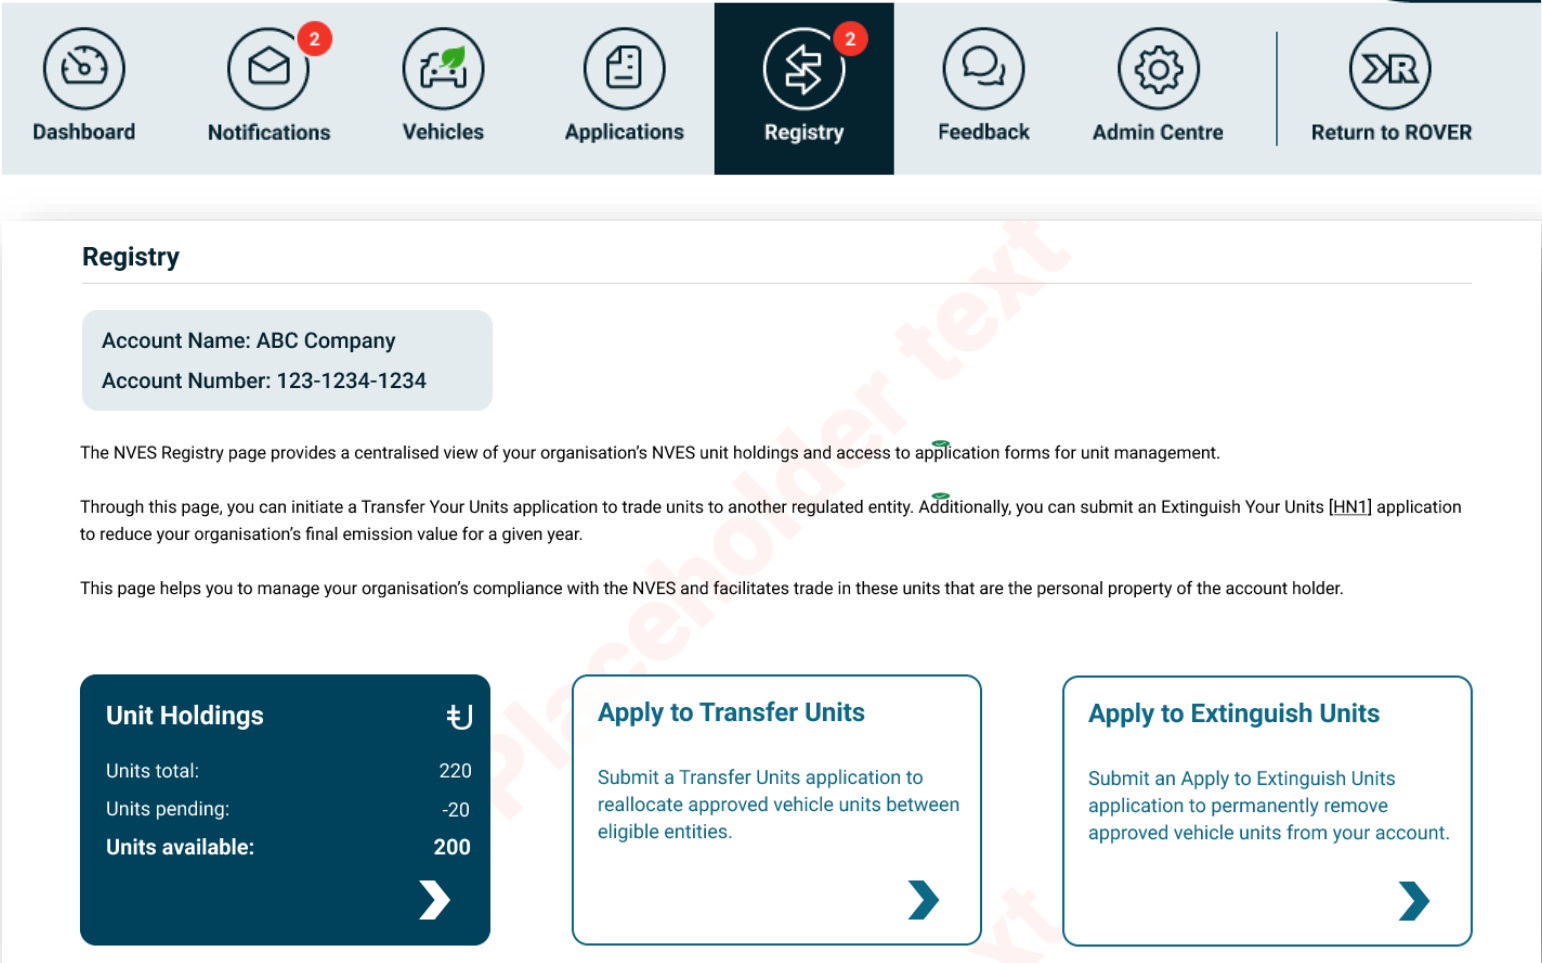 2
2
Dashboard
Notifications
Vehicles
Applications
Registry
Feedback
Admin Centre
Return to ROVER
Registry
Account Name: ABC Company
Account Number: 123-1234-1234
The NVES Registry page provides a centralised view of your organisation’s NVES unit holdings and access to application forms for unit management.
Through this page, you can initiate a Transfer Your Units application to trade units to another regulated entity. Additionally, you can submit an Extinguish Your Units [HN1] application
to reduce your organisation’s final emission value for a given year.
This page helps you to manage your organisation’s compliance with the NVES and facilitates trade in these units that are the personal property of the account holder.
Placeholder text
Unit Holdings
Units total: 220
Units pending: -20
Units available: 200
Apply to Transfer Units
Submit a Transfer Units application to
reallocate approved vehicle units between
eligible entities.
Apply to Extinguish Units
Submit an Apply to Extinguish Units
application to permanently remove
approved vehicle units from your account.
xt